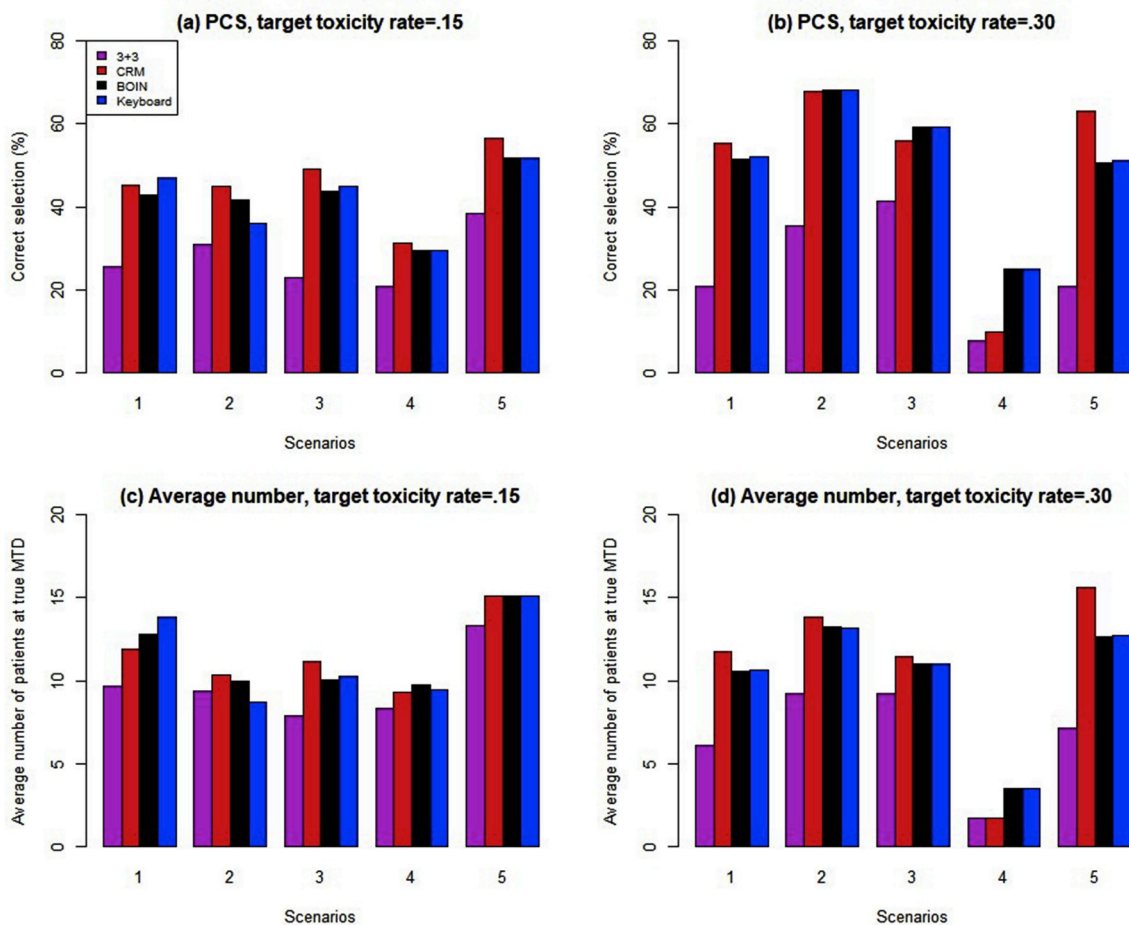 (a) PCS, target toxicity rate=.15
Correct selection (%)
80
60
40
20
0
3+3
CRM
BOIN
Keyboard
1 2 3 4 5
Scenarios
(b) PCS, target toxicity rate=.30
Correct selection (%)
80
60
40
20
0
1 2 3 4 5
Scenarios
(c) Average number, target toxicity rate=.15
Average number of patients at true MTD
20
15
10
5
0
1 2 3 4 5
Scenarios
(d) Average number, target toxicity rate=.30
Average number of patients at true MTD
20
15
10
5
0
1 2 3 4 5
Scenarios